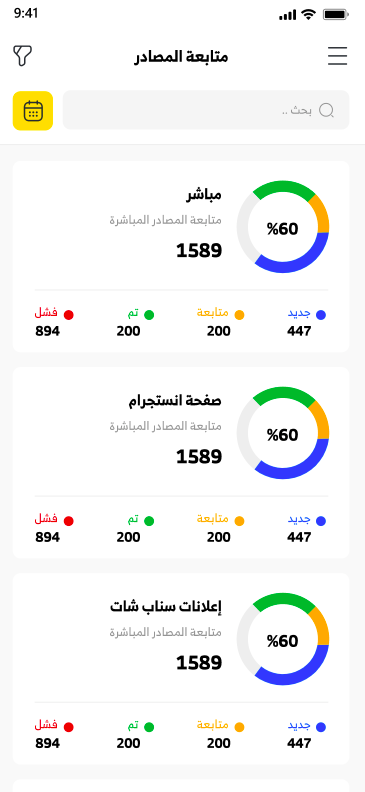 9:41
متابعة المصادر
بحث ..
مباشر
متابعة المصادر المباشرة
1589
%60
جديد
متابعة
تم
فشل
447
200
200
894
صفحة انستجرام
متابعة المصادر المباشرة
1589
%60
جديد
متابعة
تم
فشل
447
200
200
894
إعلانات سناب شات
متابعة المصادر المباشرة
1589
%60
جديد
متابعة
تم
فشل
447
200
200
894